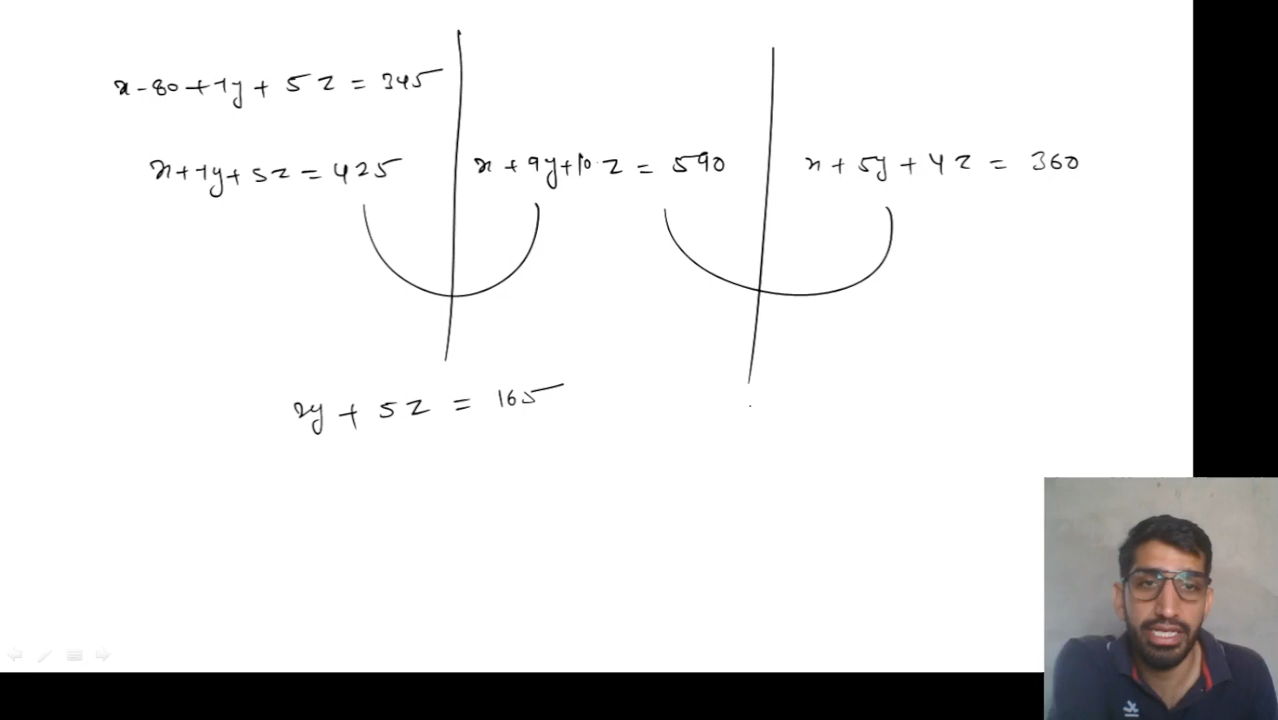 x - 80 + 7y + 5z = 345
x + 7y + 5z = 425
x + 9y + 10z = 590
x + 5y + 4z = 360
2y + 5z = 165